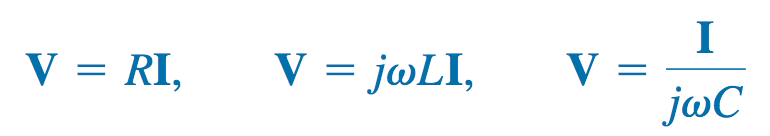 V = RI, V = jωLI, V = I/jωC